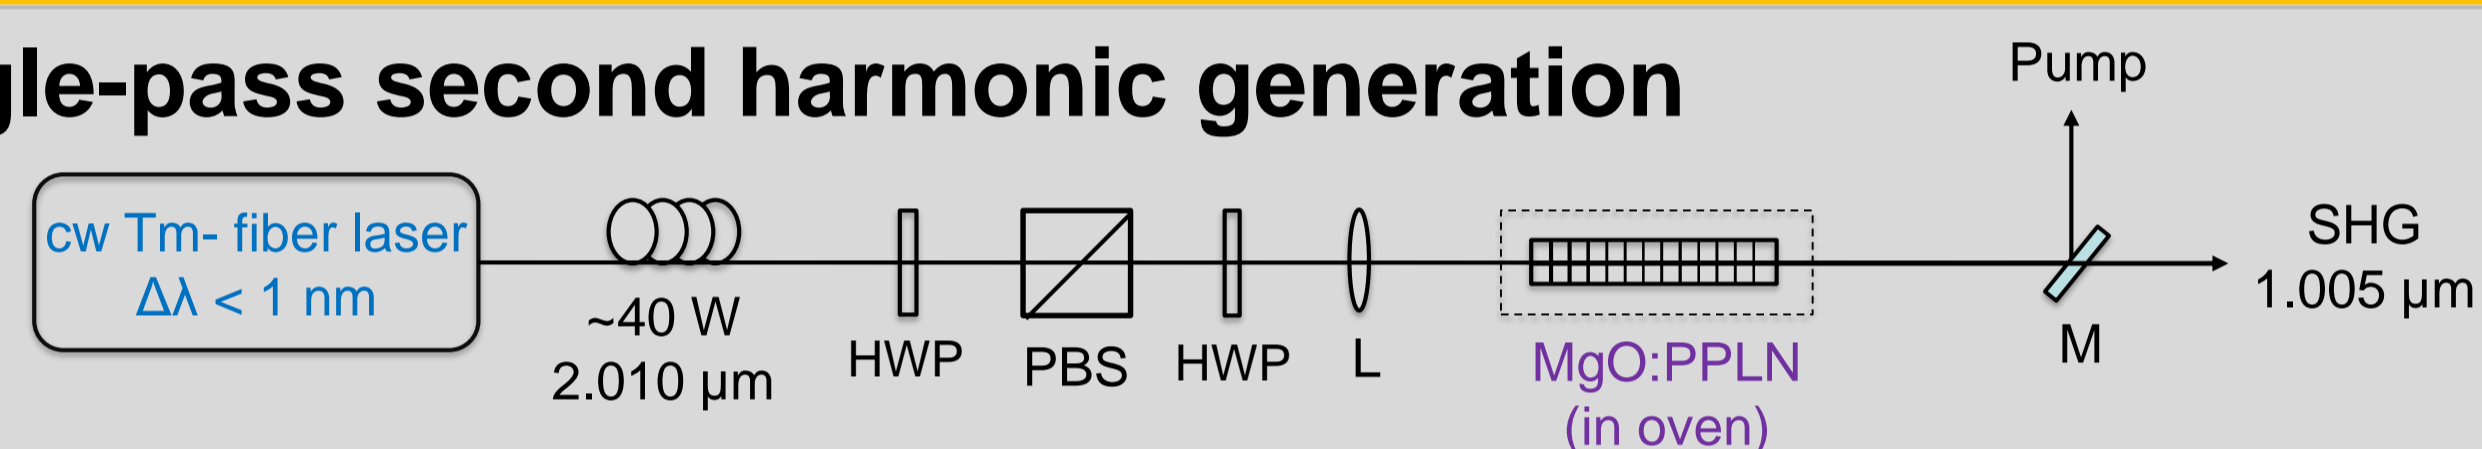 gle-pass second harmonic generation
Pump
cw Tm- fiber laser
Δλ < 1 nm
~40 W
2.010 µm
HWP
PBS
HWP
L
MgO:PPLN
(in oven)
M
SHG
1.005 µm